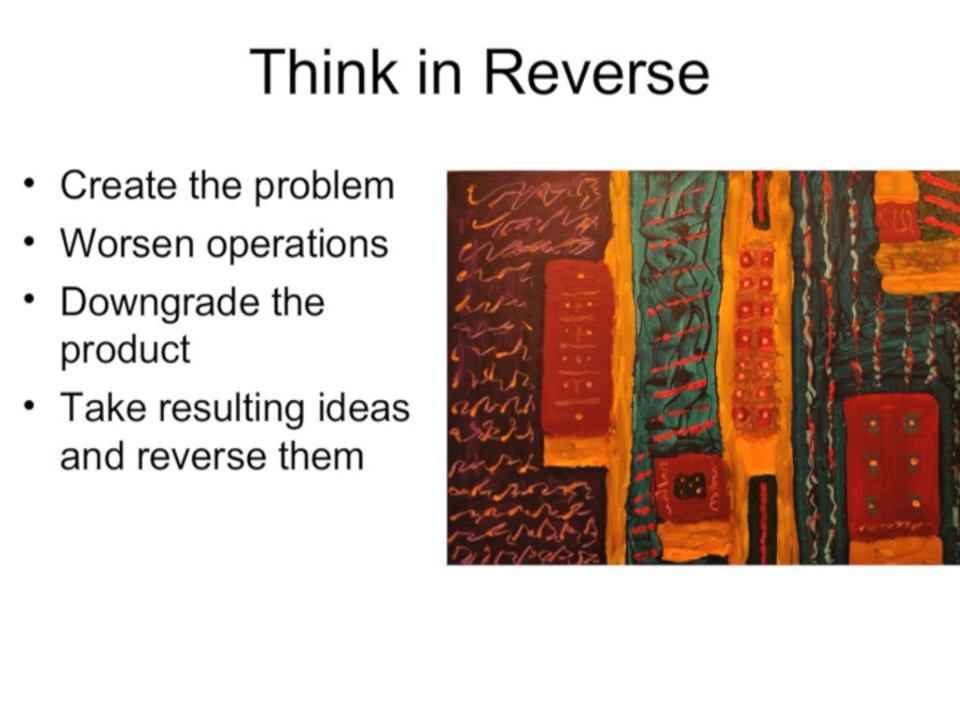 Think in Reverse
• Create the problem
• Worsen operations
• Downgrade the
product
• Take resulting ideas
and reverse them